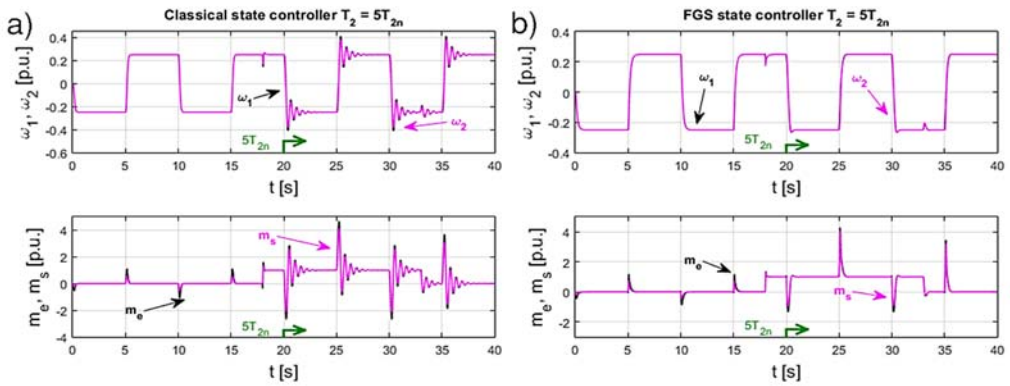 a)
Classical state controller T2 = 5T2n
ω1, ω2 [p.u.]
0.4
0.2
0
-0.2
-0.4
-0.6
ω1
ω2
5T2n
0 5 10 15 20 25 30 35 40
t [s]
me, ms [p.u.]
4
2
0
-2
-4
ms
me
5T2n
0 5 10 15 20 25 30 35 40
t [s]
b)
FGS state controller T2 = 5T2n
ω1, ω2 [p.u.]
0.4
0.2
0
-0.2
-0.4
ω1
ω2
5T2n
0 5 10 15 20 25 30 35 40
t [s]
me, ms [p.u.]
4
2
0
-2
me
ms
5T2n
0 5 10 15 20 25 30 35 40
t [s]